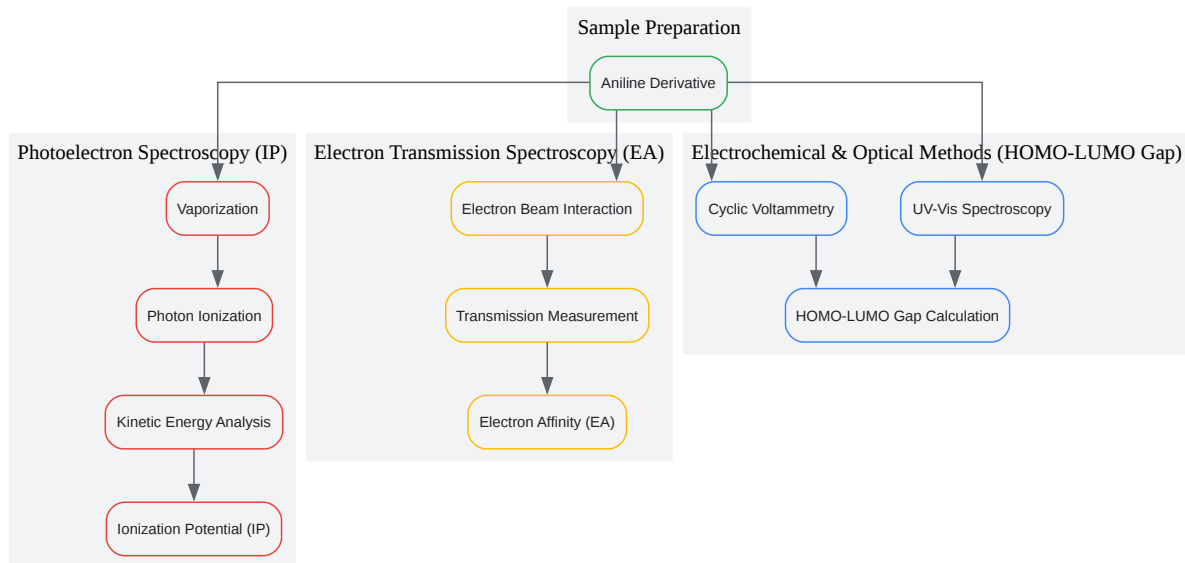 Sample Preparation
Aniline Derivative
Photoelectron Spectroscopy (IP)
Vaporization
Photon Ionization
Kinetic Energy Analysis
Ionization Potential (IP)
Electron Transmission Spectroscopy (EA)
Electron Beam Interaction
Transmission Measurement
Electron Affinity (EA)
Electrochemical & Optical Methods (HOMO-LUMO Gap)
Cyclic Voltammetry
UV-Vis Spectroscopy
HOMO-LUMO Gap Calculation